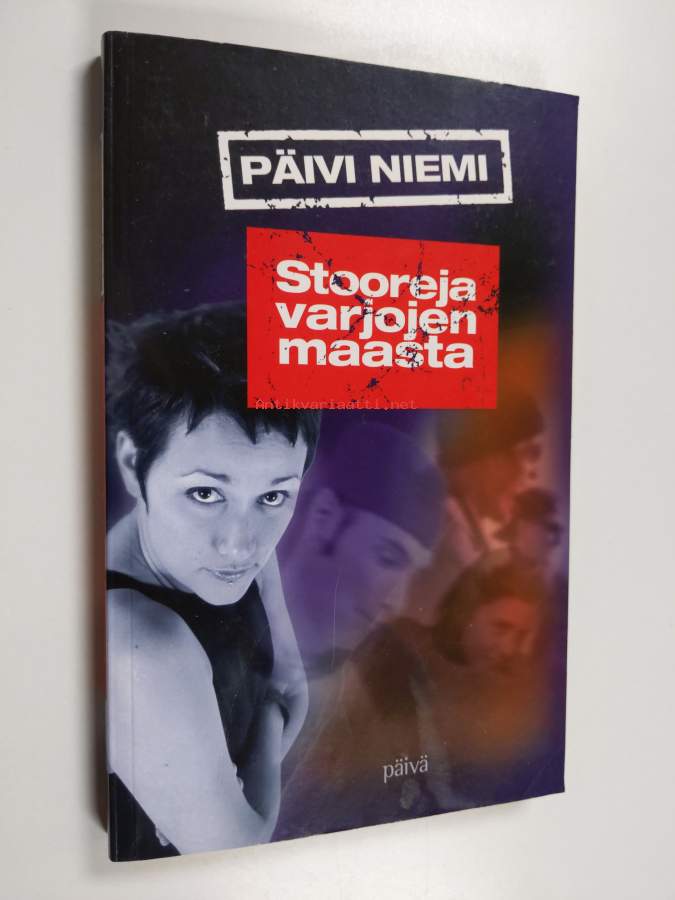 PÄIVI NIEMI
Stooreja
varjojen
maasta
Antikvariaatti.net
päivä